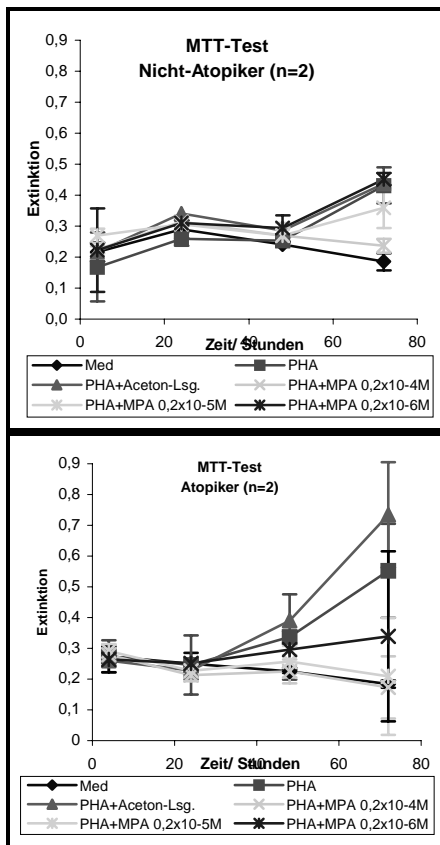 MTT-Test
Nicht-Atopiker (n=2)
0,9
0,8
0,7
0,6
0,5
0,4
0,3
0,2
0,1
0,0
Extinktion
0 20 40 60 80
Zeit/ Stunden
Med PHA
PHA+Aceton-Lsg. PHA+MPA 0,2x10-4M
PHA+MPA 0,2x10-5M PHA+MPA 0,2x10-6M
MTT-Test
Atopiker (n=2)
0,9
0,8
0,7
0,6
0,5
0,4
0,3
0,2
0,1
0
Extinktion
0 20 40 60 80
Zeit/ Stunden
Med PHA
PHA+Aceton-Lsg. PHA+MPA 0,2x10-4M
PHA+MPA 0,2x10-5M PHA+MPA 0,2x10-6M